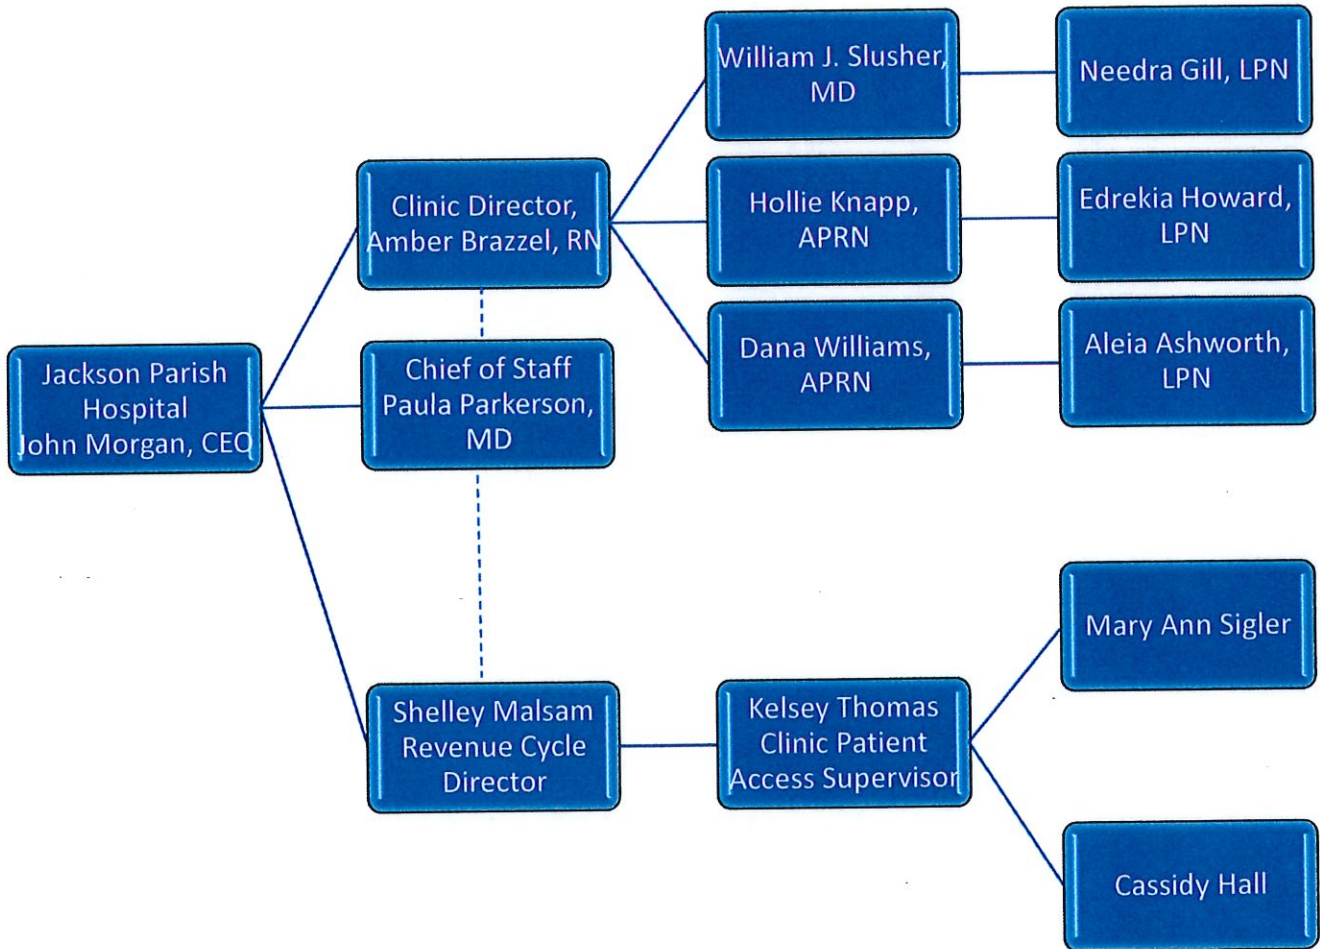 William J. Slusher,
MD
Needra Gill, LPN
Clinic Director,
Amber Brazzel, RN
Hollie Knapp,
APRN
Edrekia Howard,
LPN
Dana Williams,
APRN
Aleia Ashworth,
LPN
Jackson Parish
Hospital
John Morgan, CEO
Chief of Staff
Paula Parkerson,
MD
Shelley Malsam
Revenue Cycle
Director
Kelsey Thomas
Clinic Patient
Access Supervisor
Mary Ann Sigler
Cassidy Hall